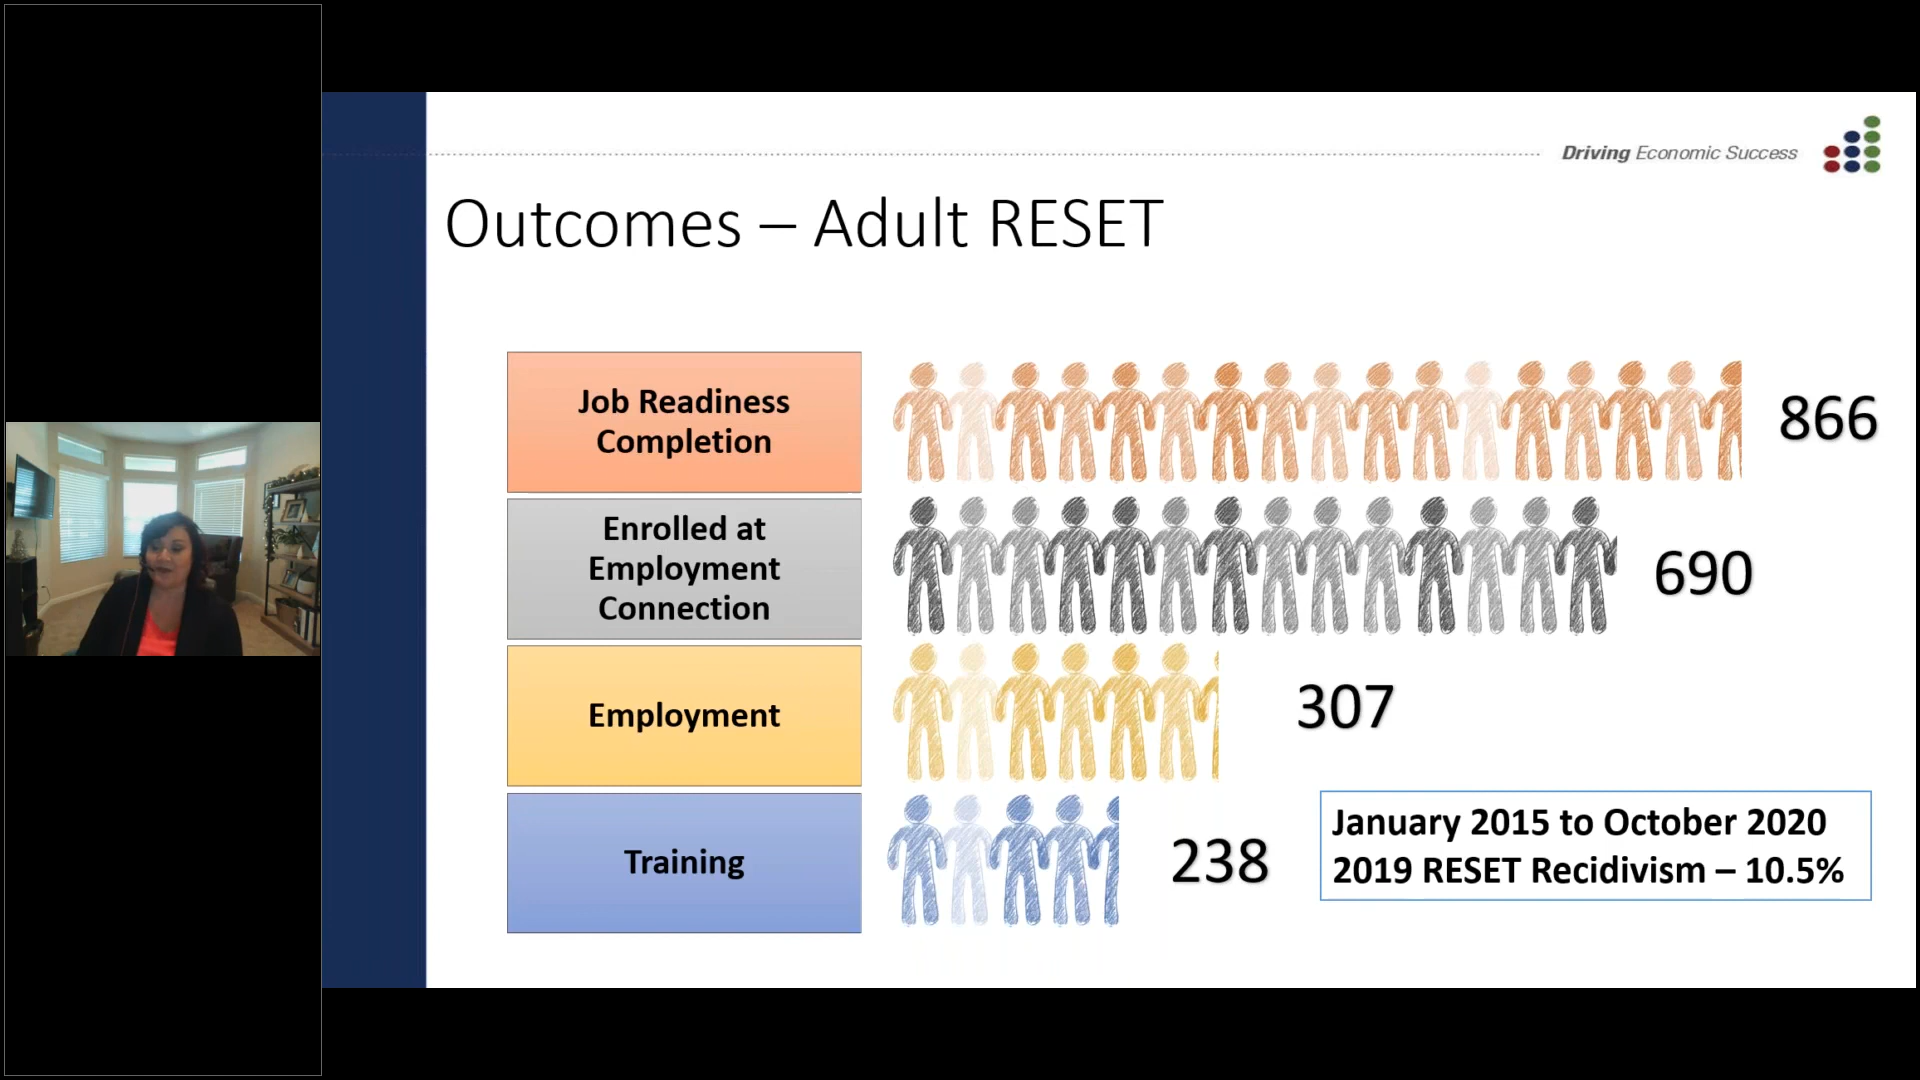 Driving Economic Success
Outcomes – Adult RESET
Job Readiness
Completion
866
Enrolled at
Employment
Connection
690
Employment
307
Training
238
January 2015 to October 2020
2019 RESET Recidivism – 10.5%